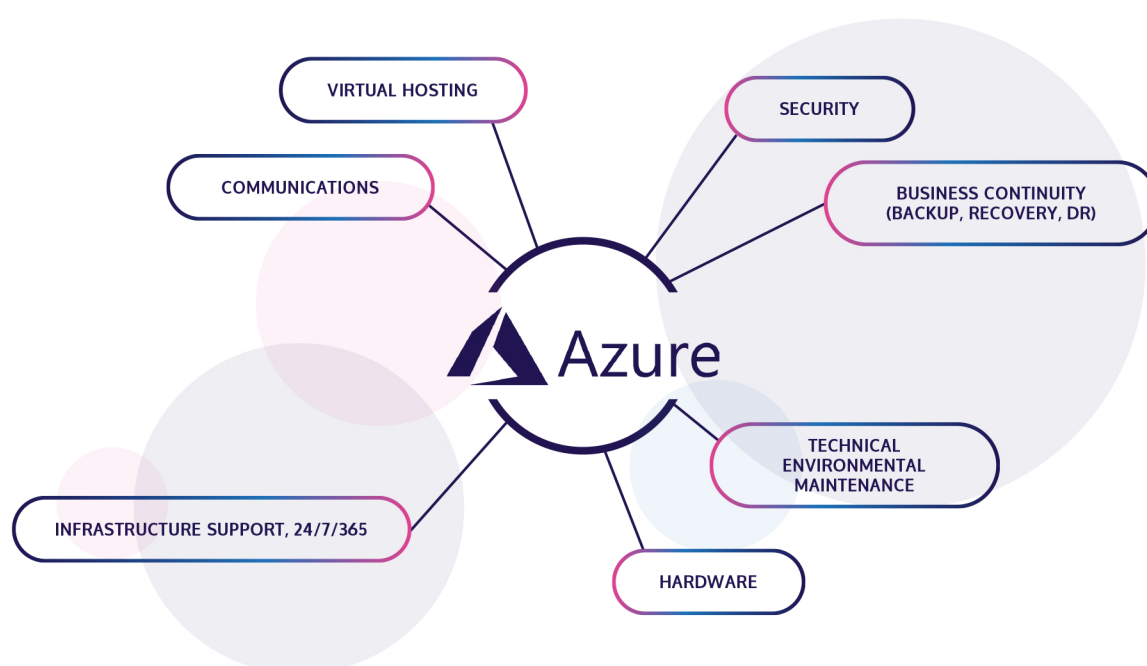 VIRTUAL HOSTING
SECURITY
COMMUNICATIONS
BUSINESS CONTINUITY
(BACKUP, RECOVERY, DR)
Azure
TECHNICAL
ENVIRONMENTAL
MAINTENANCE
INFRASTRUCTURE SUPPORT, 24/7/365
HARDWARE